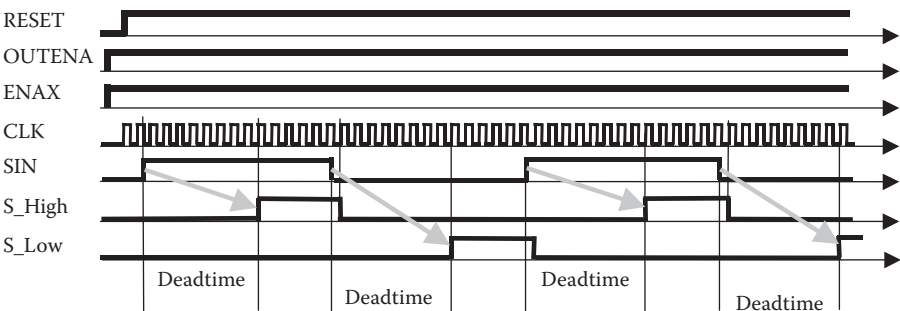 RESET
OUTENA
ENAX
CLK
SIN
S_High
S_Low
Deadtime
Deadtime
Deadtime
Deadtime